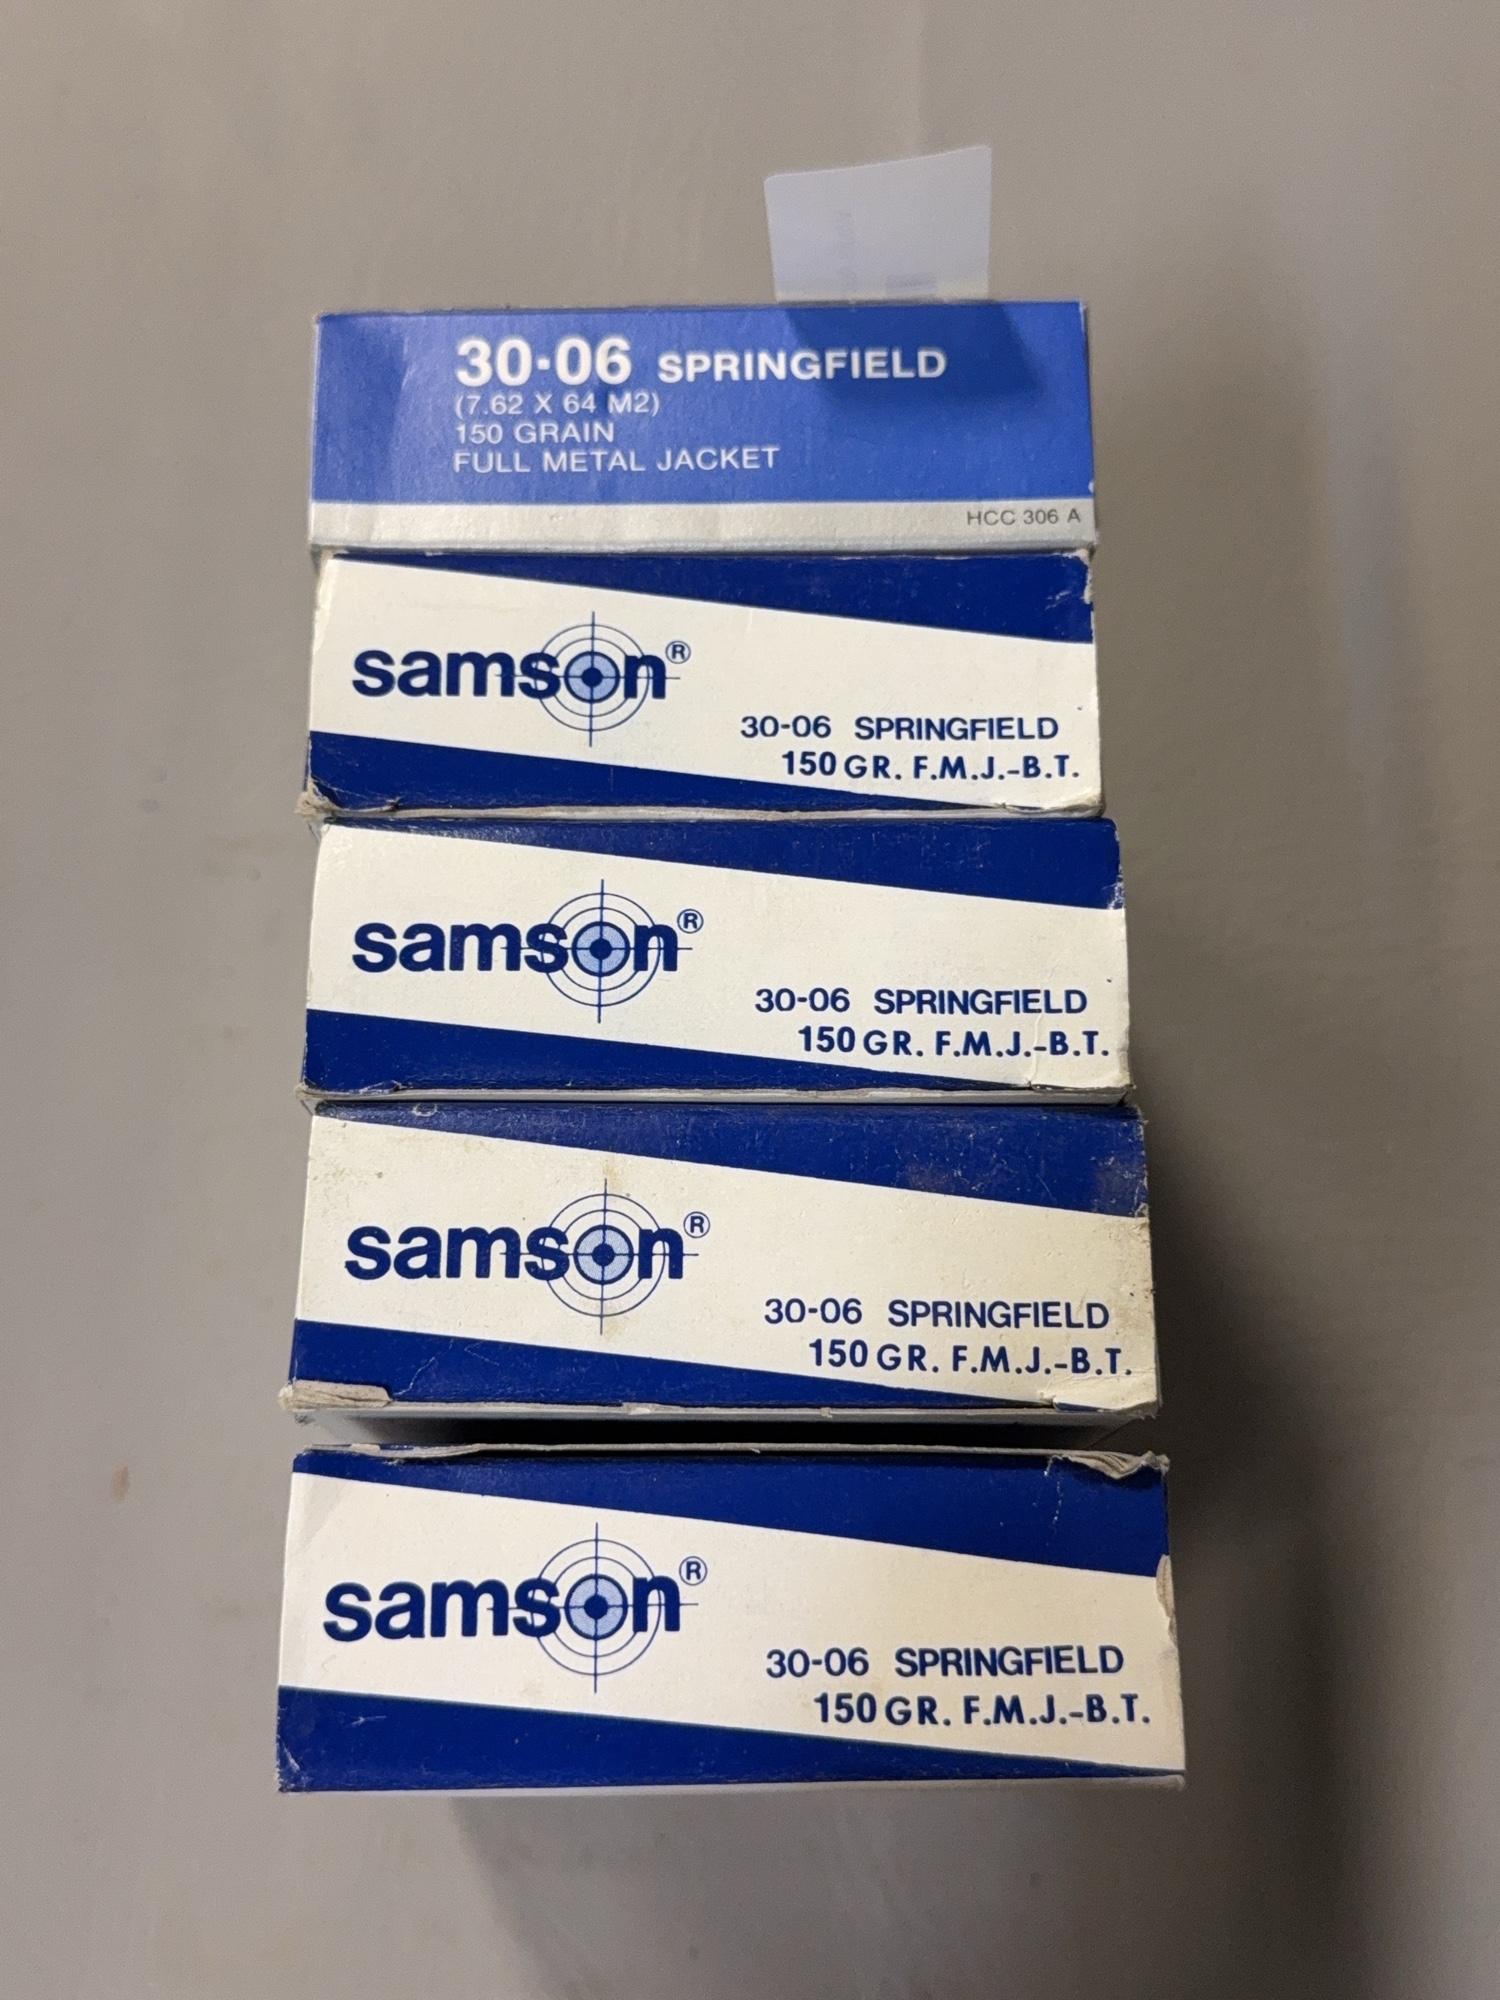 30-06 SPRINGFIELD
(7.62 X 64 M2)
150 GRAIN
FULL METAL JACKET
HCC 306 A
samson®
30-06 SPRINGFIELD
150 GR. F.M.J.-B.T.
samson®
30-06 SPRINGFIELD
150 GR. F.M.J.-B.T.
samson®
30-06 SPRINGFIELD
150 GR. F.M.J.-B.T.
samson®
30-06 SPRINGFIELD
150 GR. F.M.J.-B.T.